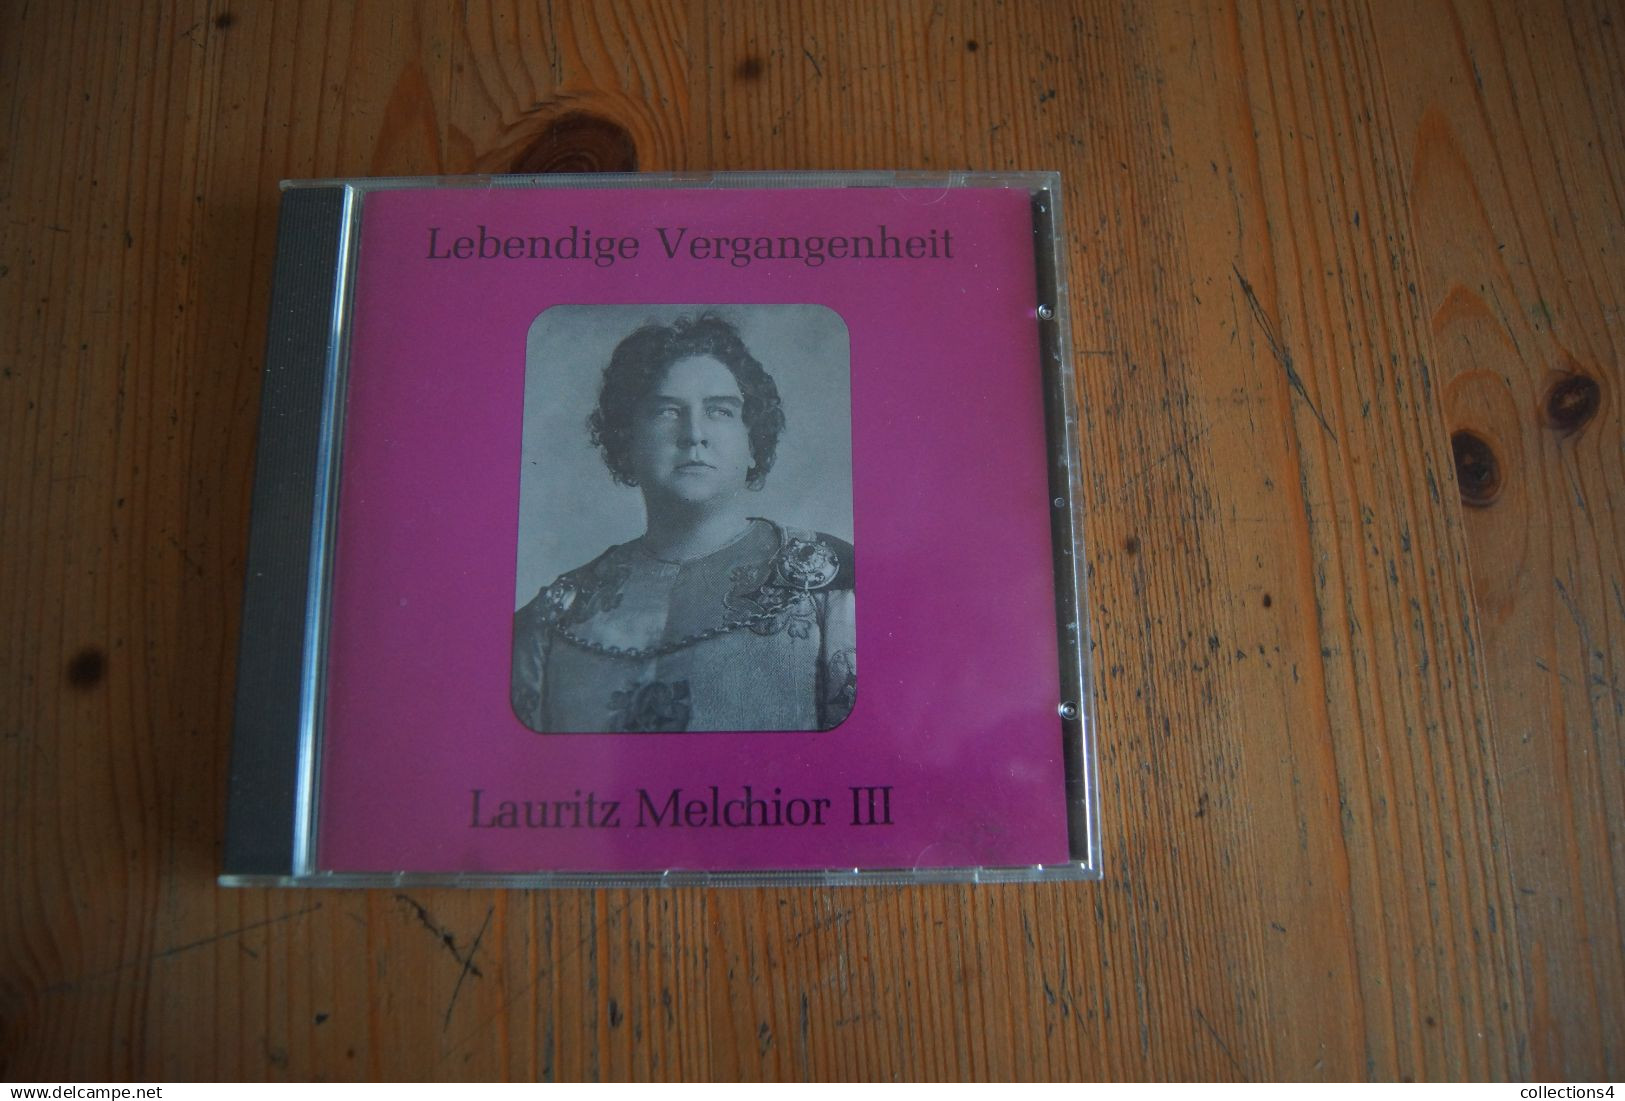 Lebendige Vergangenheit
Lauritz Melchior III
www.delcampe.net
collections4